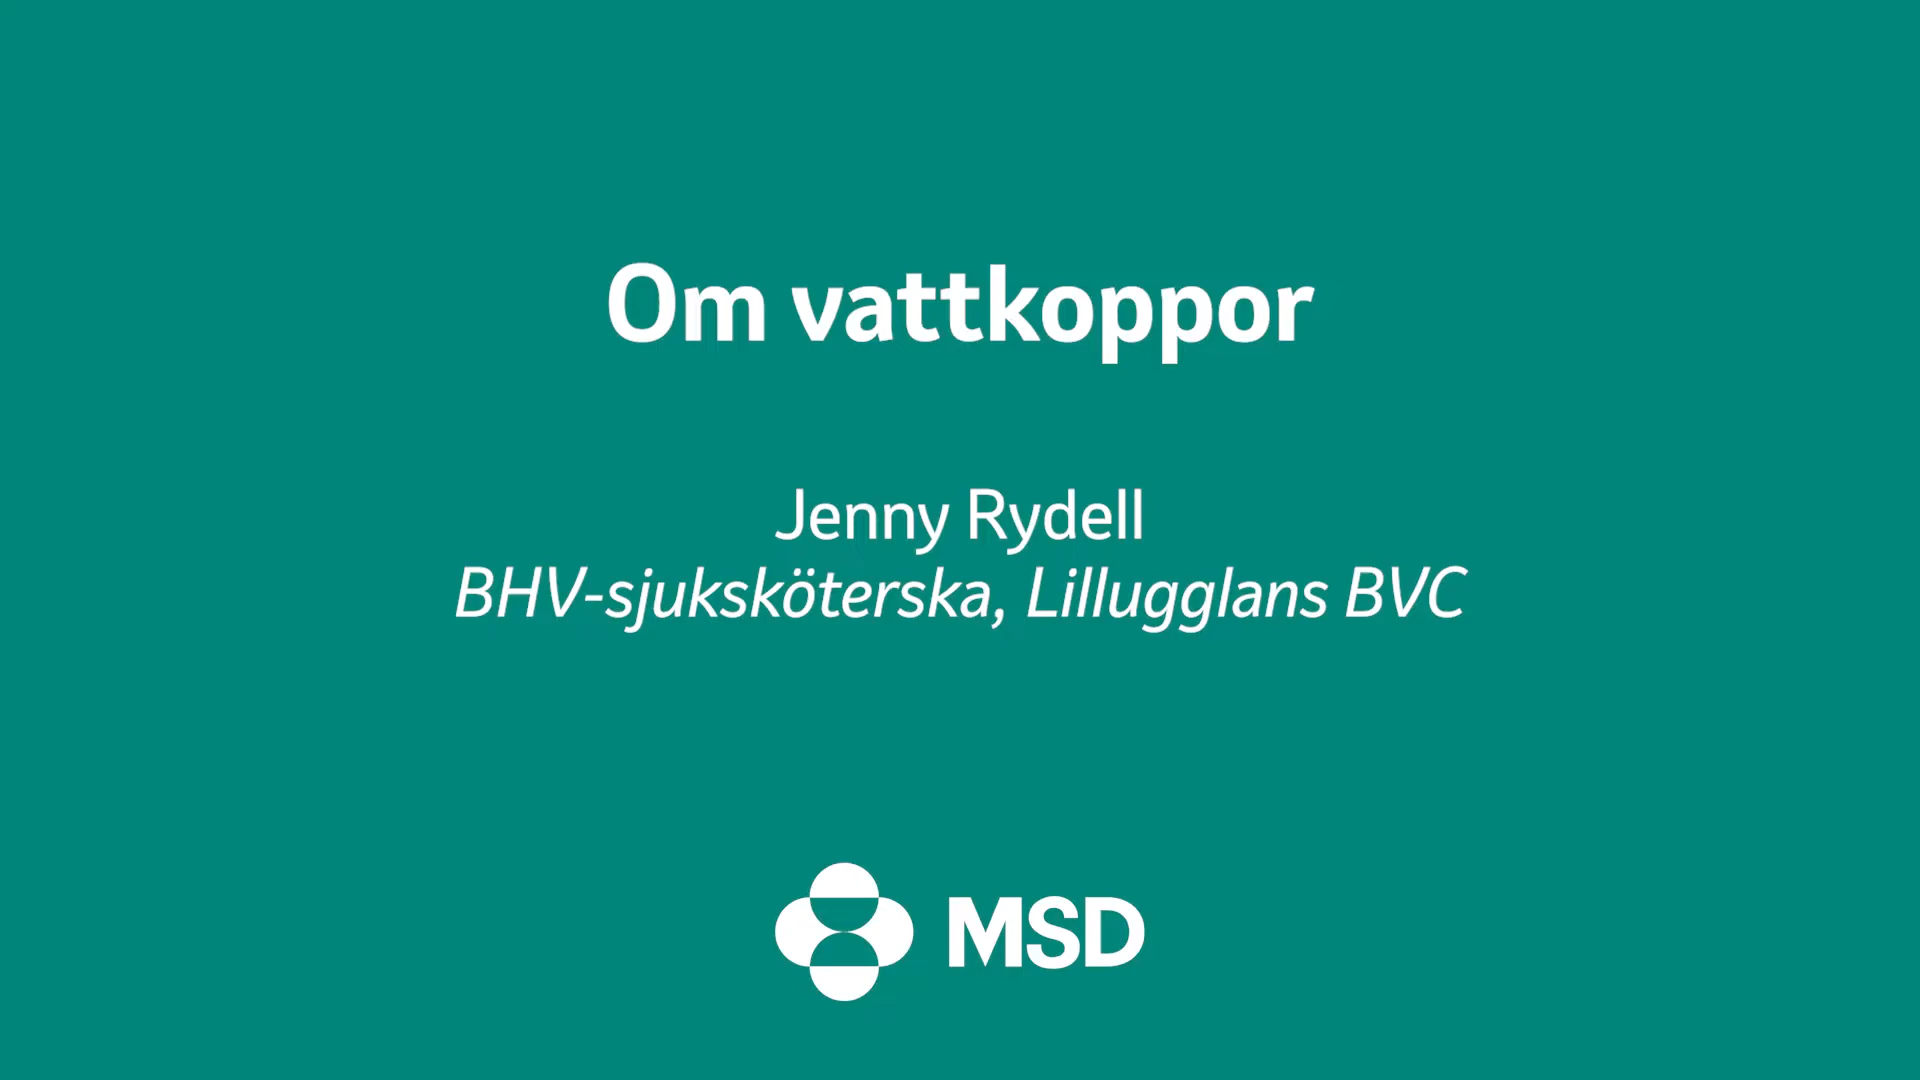 Om vattkoppor
Jenny Rydell
BHV-sjuksköterska, Lillugglans BVC
MSD